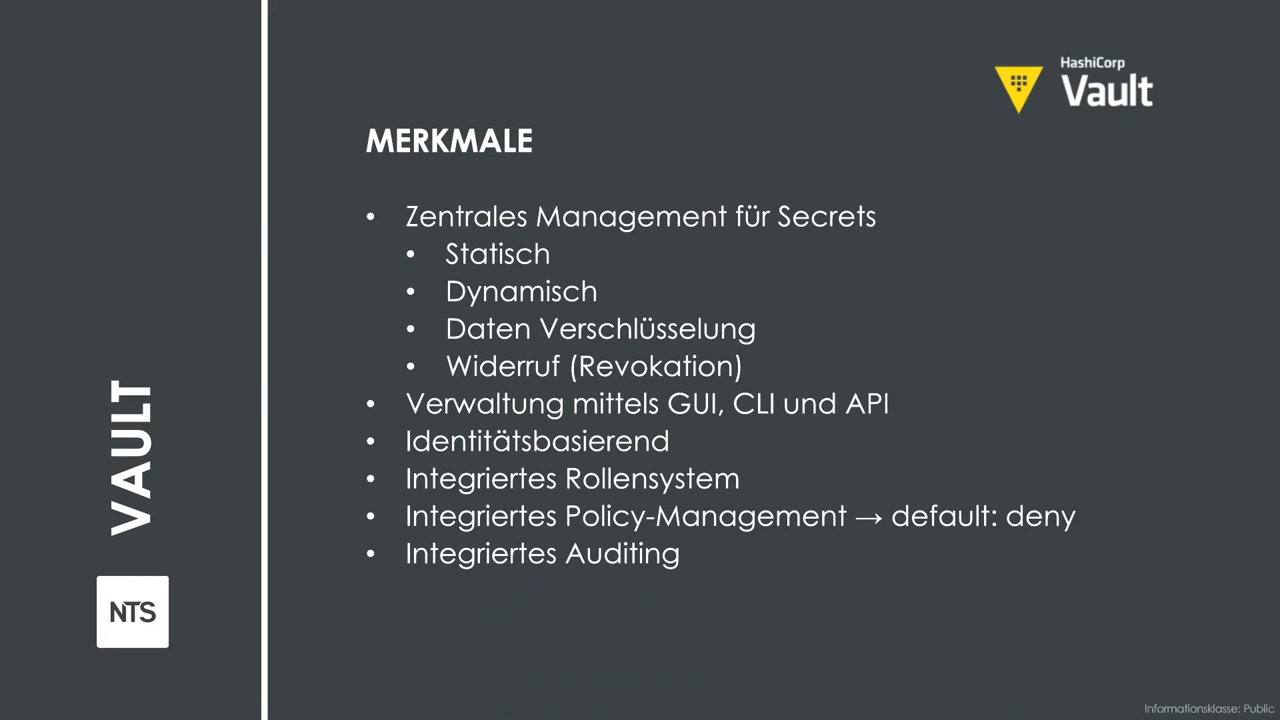 HashiCorp
Vault
MERKMALE
• Zentrales Management für Secrets
• Statisch
• Dynamisch
• Daten Verschlüsselung
• Widerruf (Revokation)
• Verwaltung mittels GUI, CLI und API
• Identitätsbasierend
• Integriertes Rollensystem
• Integriertes Policy-Management → default: deny
• Integriertes Auditing
VAULT
NTS
Informationsklasse: Public